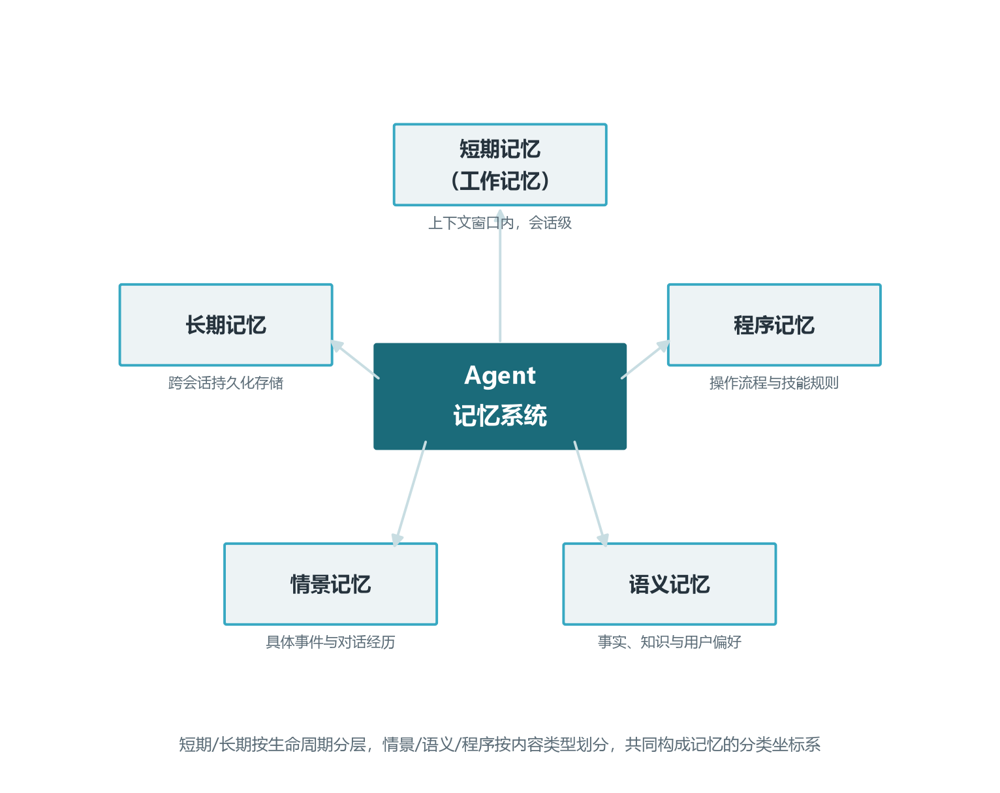 短期记忆
（工作记忆）
上下文窗口内，会话级
长期记忆
跨会话持久化存储
程序记忆
操作流程与技能规则
Agent
记忆系统
情景记忆
具体事件与对话经历
语义记忆
事实、知识与用户偏好
短期/长期按生命周期分层，情景/语义/程序按内容类型划分，共同构成记忆的分类坐标系